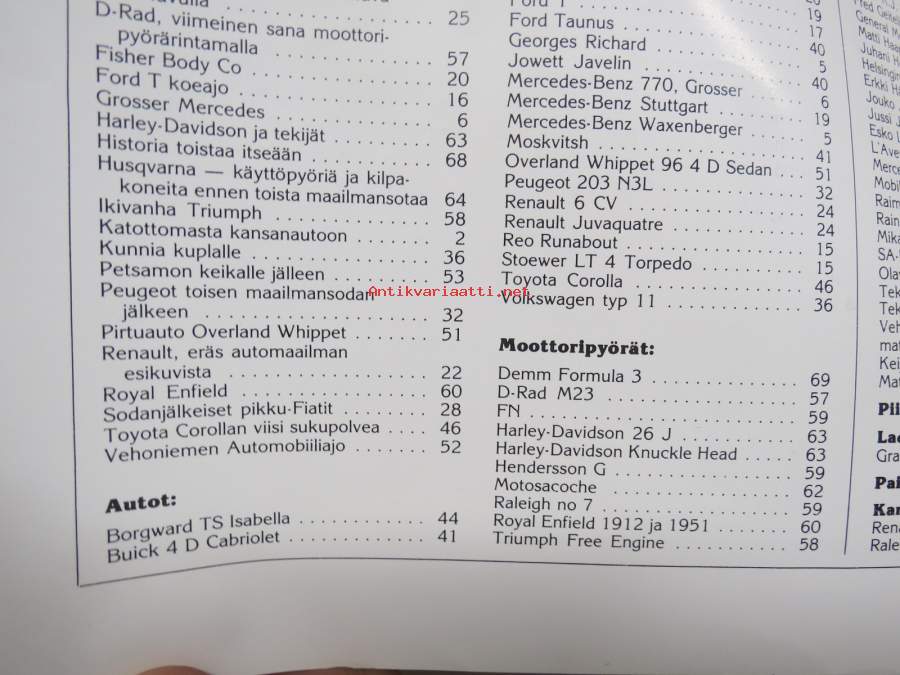 D-Rad, viimeinen sana moottori-
pyörärintamalla . . . . . . . . . . 57
Fisher Body Co . . . . . . . . . . 20
Ford T koeajo . . . . . . . . . . 16
Grosser Mercedes . . . . . . . . . . 6
Harley-Davidson ja tekijät . . . . . . . . 63
Historia toistaa itseään . . . . . . . . 68
Husqvarna — käyttöpyöriä ja kilpa-
koneita ennen toista maailmansotaa 64
Ikivanha Triumph . . . . . . . . . . 58
Katottomasta kansanautoon . . . . . . 2
Kunnia kuplalle . . . . . . . . . . 36
Petsamon keikalle jälleen . . . . . . . . 53
Peugeot toisen maailmansodan
jälkeen . . . . . . . . . . 32
Pirtuauto Overland Whippet . . . . . . . 51
Renault, eräs automaailman
esikuvista . . . . . . . . . . 22
Royal Enfield . . . . . . . . . . 60
Sodanjälkeiset pikku-Fiatit . . . . . . . 28
Toyota Corollan viisi sukupolvea . . . . 46
Vehoniemen Automobiiliajo . . . . . . 52
Autot:
Borgward TS Isabella . . . . . . . . . . 44
Buick 4 D Cabriolet . . . . . . . . . . 41
Ford T
Ford Taunus . . . . . . . . . . 17
Georges Richard . . . . . . . . . . 40
Jowett Javelin . . . . . . . . . . 5
Mercedes-Benz 770, Grosser . . . . . 40
Mercedes-Benz Stuttgart . . . . . . . . 6
Mercedes-Benz Waxenberger . . . . . 5
Moskvitsh . . . . . . . . . . 41
Overland Whippet 96 4 D Sedan . . . 51
Peugeot 203 N3L . . . . . . . . . . 32
Renault 6 CV . . . . . . . . . . 24
Renault Juvaquatre . . . . . . . . . . 24
Reo Runabout . . . . . . . . . . 15
Stoewer LT 4 Torpedo . . . . . . . . . . 15
Toyota Corolla . . . . . . . . . . 46
Volkswagen typ 11 . . . . . . . . . . 36
Moottoripyörät:
Demm Formula 3 . . . . . . . . . . 69
D-Rad M23 . . . . . . . . . . 57
FN . . . . . . . . . . 59
Harley-Davidson 26 J . . . . . . . . . . 63
Harley-Davidson Knuckle Head . . . . . 63
Hendersson G . . . . . . . . . . 59
Motosacoche . . . . . . . . . . 62
Raleigh no 7 . . . . . . . . . . 59
Royal Enfield 1912 ja 1951 . . . . . . . 60
Triumph Free Engine . . . . . . . . . . 58
Antikvariaatti.net